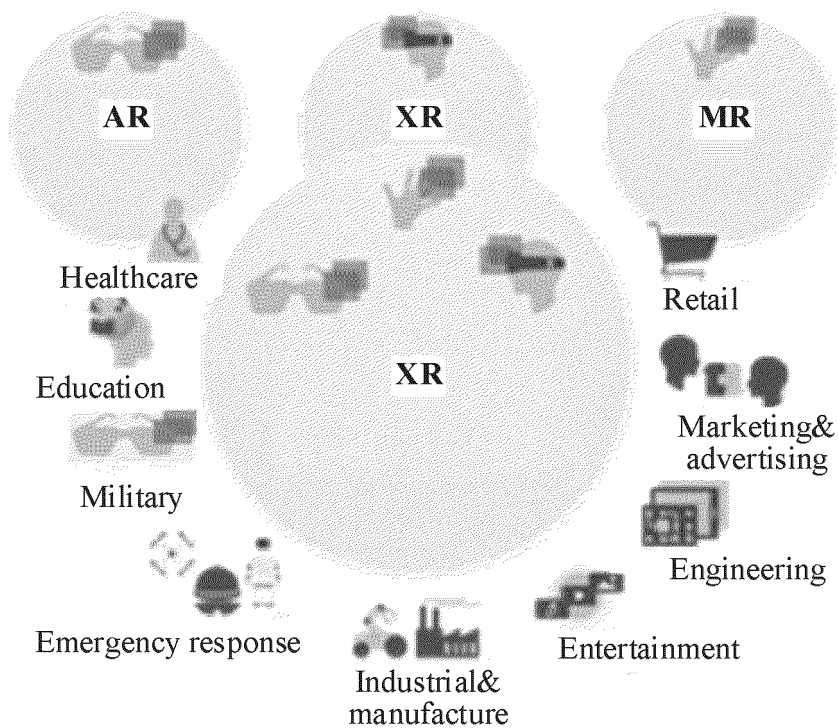 AR
XR
MR
Healthcare
Retail
Education
XR
Marketing&
advertising
Military
Engineering
Emergency response
Entertainment
Industrial&
manufacture